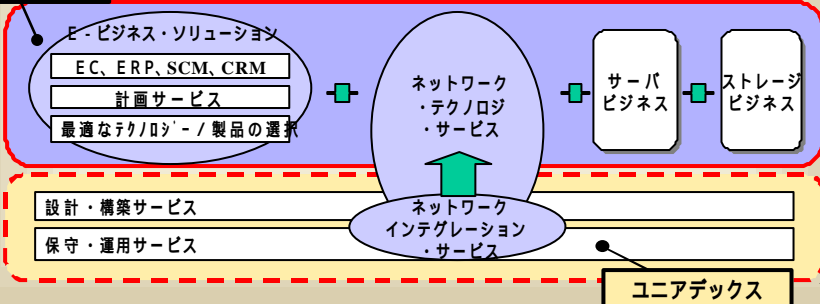 E-ビジネス・ソリューション
EC、ERP、SCM、CRM
計画サービス
最適なテクノロジー/製品の選択
ネットワーク
・テクノロジ
・サービス
サーバ
ビジネス
ストレージ
ビジネス
設計・構築サービス
保守・運用サービス
ネットワーク
インテグレーション
・サービス
ユニアデックス